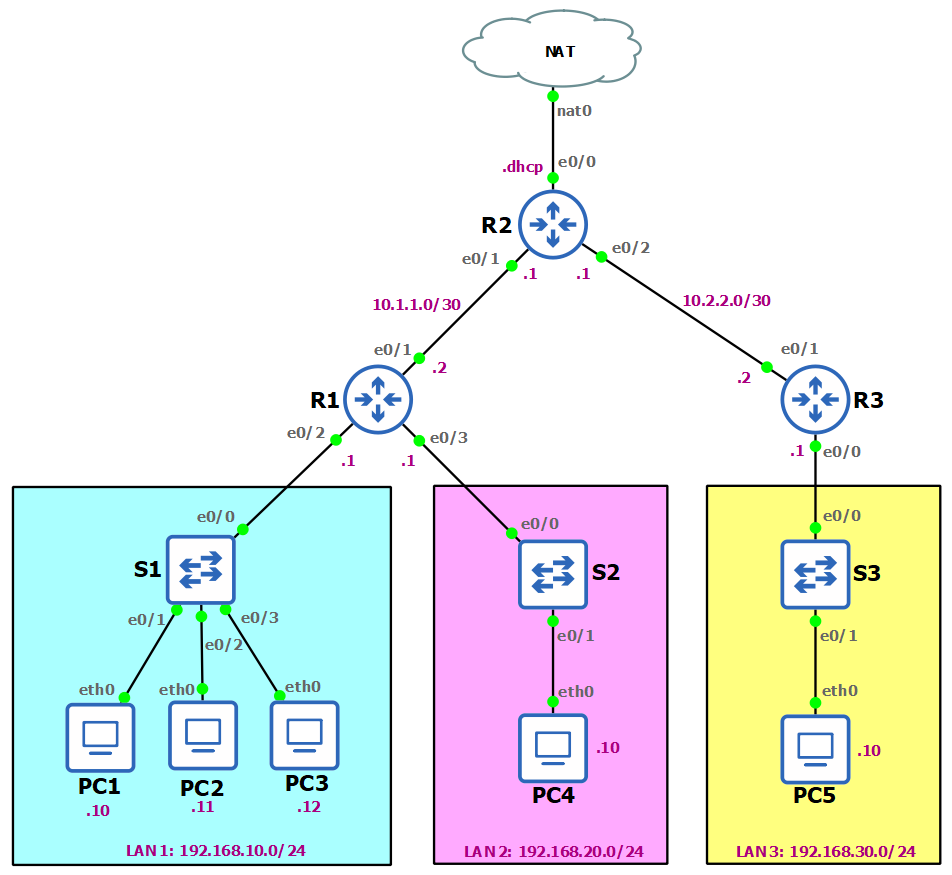 NAT
nat0
.dhcp
e0/0
R2
e0/1
e0/2
.1
.1
10.1.1.0/30
10.2.2.0/30
e0/1
.2
e0/1
.2
R1
R3
e0/2
e0/3
.1
.1
.1
e0/0
e0/0
e0/0
e0/0
S1
S2
S3
e0/1
e0/2
e0/3
e0/1
e0/1
eth0
eth0
eth0
eth0
eth0
.10
.10
PC1
PC2
PC3
PC4
PC5
.10
.11
.12
LAN 1: 192.168.10.0/24
LAN 2: 192.168.20.0/24
LAN 3: 192.168.30.0/24